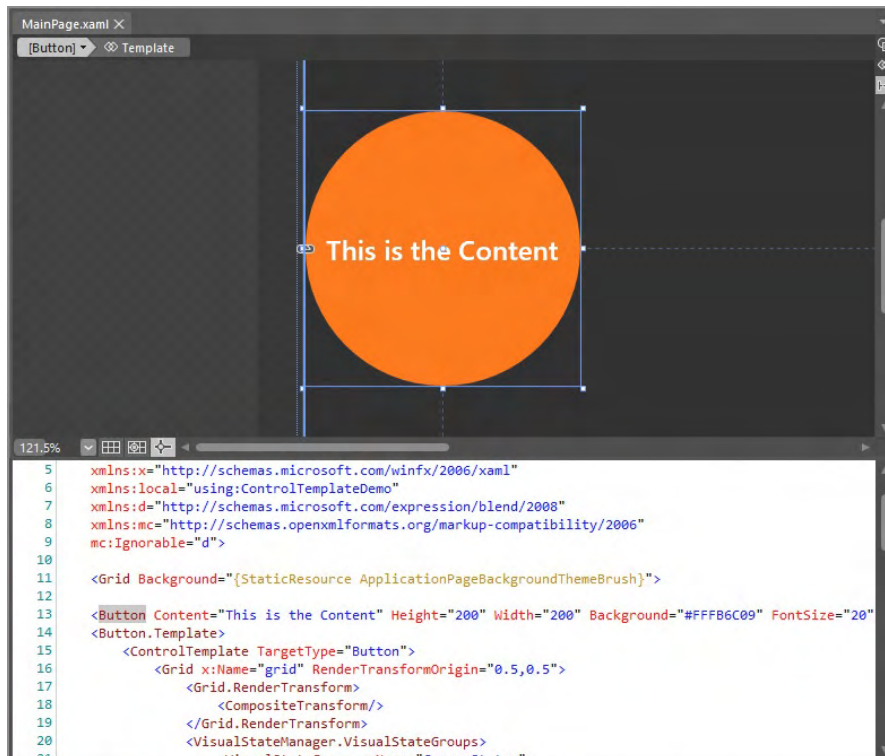 MainPage.xaml ×
[Button] Template
This is the Content
121.5%
5 xmlns:x="http://schemas.microsoft.com/winfx/2006/xaml"
6 xmlns:local="using:ControlTemplateDemo"
7 xmlns:d="http://schemas.microsoft.com/expression/blend/2008"
8 xmlns:mc="http://schemas.openxmlformats.org/markup-compatibility/2006"
9 mc:Ignorable="d">
10
11 <Grid Background="{StaticResource ApplicationPageBackgroundThemeBrush}">
12
13 <Button Content="This is the Content" Height="200" Width="200" Background="#FFFB6C09" FontSize="20"
14 <Button.Template>
15 <ControlTemplate TargetType="Button">
16 <Grid x:Name="grid" RenderTransformOrigin="0.5,0.5">
17 <Grid.RenderTransform>
18 <CompositeTransform/>
19 </Grid.RenderTransform>
20 <VisualStateManager.VisualStateGroups>